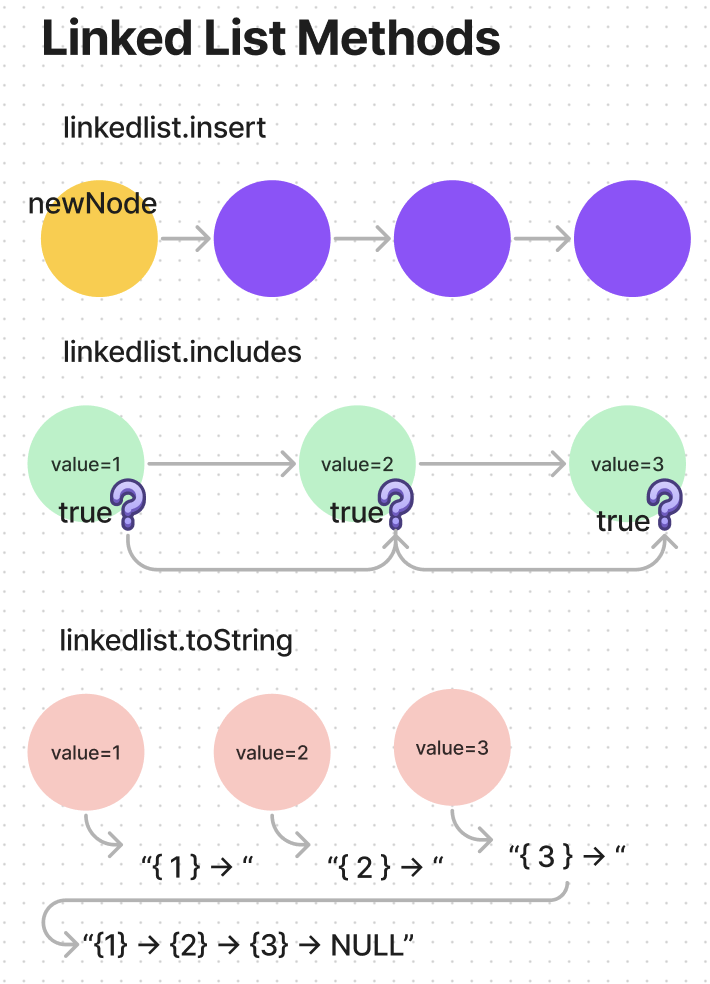 Linked List Methods
linkedlist.insert
newNode
linkedlist.includes
value=1
value=2
value=3
true
true
true
linkedlist.toString
value=1
value=2
value=3
“{ 1 } → “
“{ 2 } → “
“{ 3 } → “
“{1} → {2} → {3} → NULL”